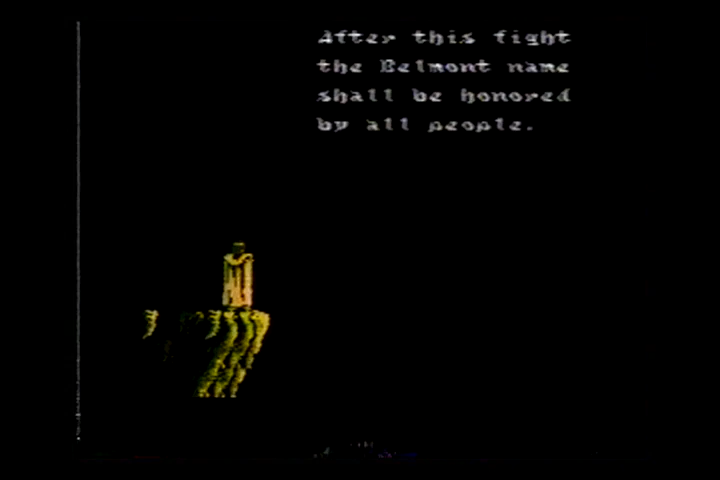 After this fight
the Belmont name
shall be honored
by all people.